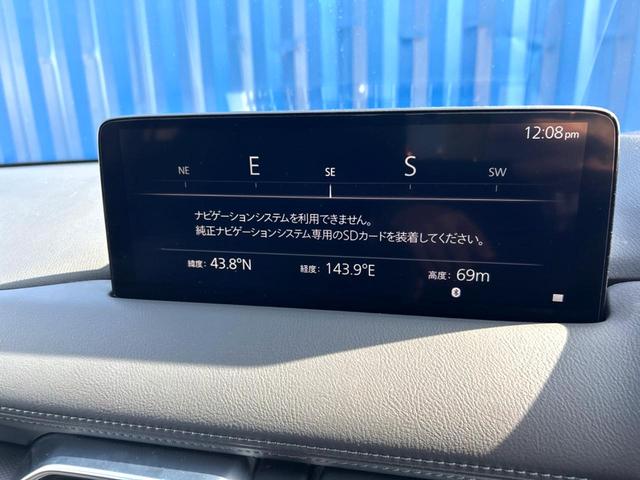 12:08pm
NE E SE S SW
ナビゲーションシステムを利用できません。
純正ナビゲーションシステム専用のSDカードを装着してください。
緯度: 43.8°N 経度: 143.9°E 高度: 69m